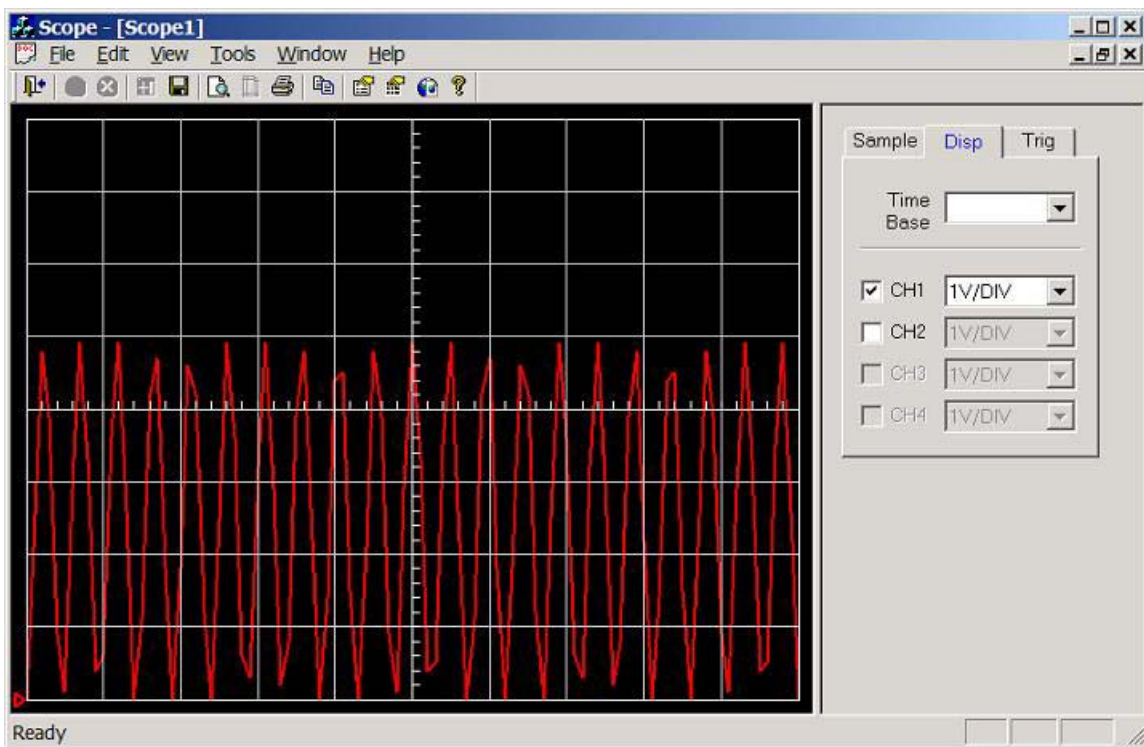 Scope - [Scope1]
File Edit View Tools Window Help
Sample Disp Trig
Time
Base
CH1 1V/DIV
CH2 1V/DIV
CH3 1V/DIV
CH4 1V/DIV
Ready